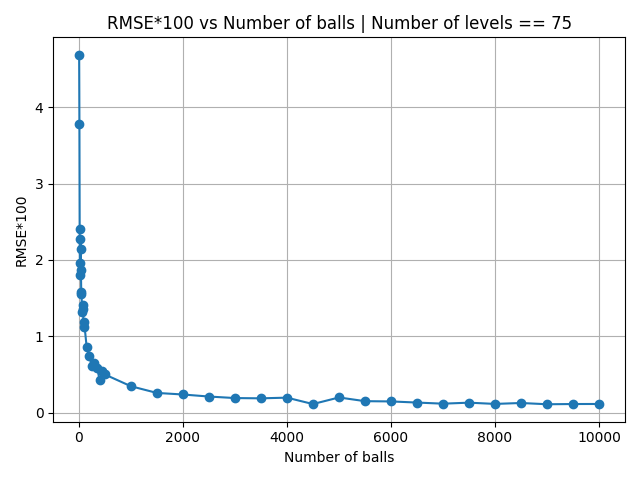 RMSE*100 vs Number of balls | Number of levels == 75
RMSE*100
4
3
2
1
0
0 2000 4000 6000 8000 10000
Number of balls